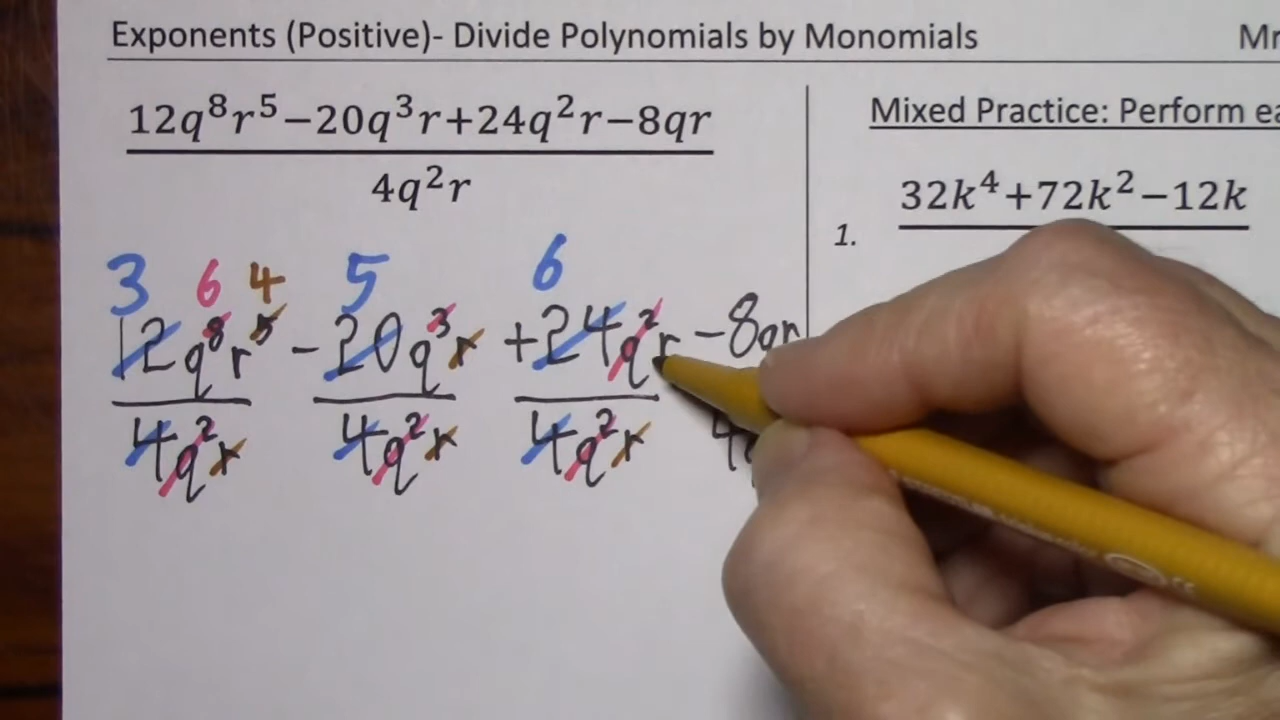 Exponents (Positive)- Divide Polynomials by Monomials
12q⁸r⁵−20q³r+24q²r−8qr
4q²r
3 6 4 5 6
12q⁸r⁵ − 20q³r + 24q²r − 8qr
4q²r 4q²r 4q²r 4
Mixed Practice: Perform
1.
32k⁴+72k²−12k